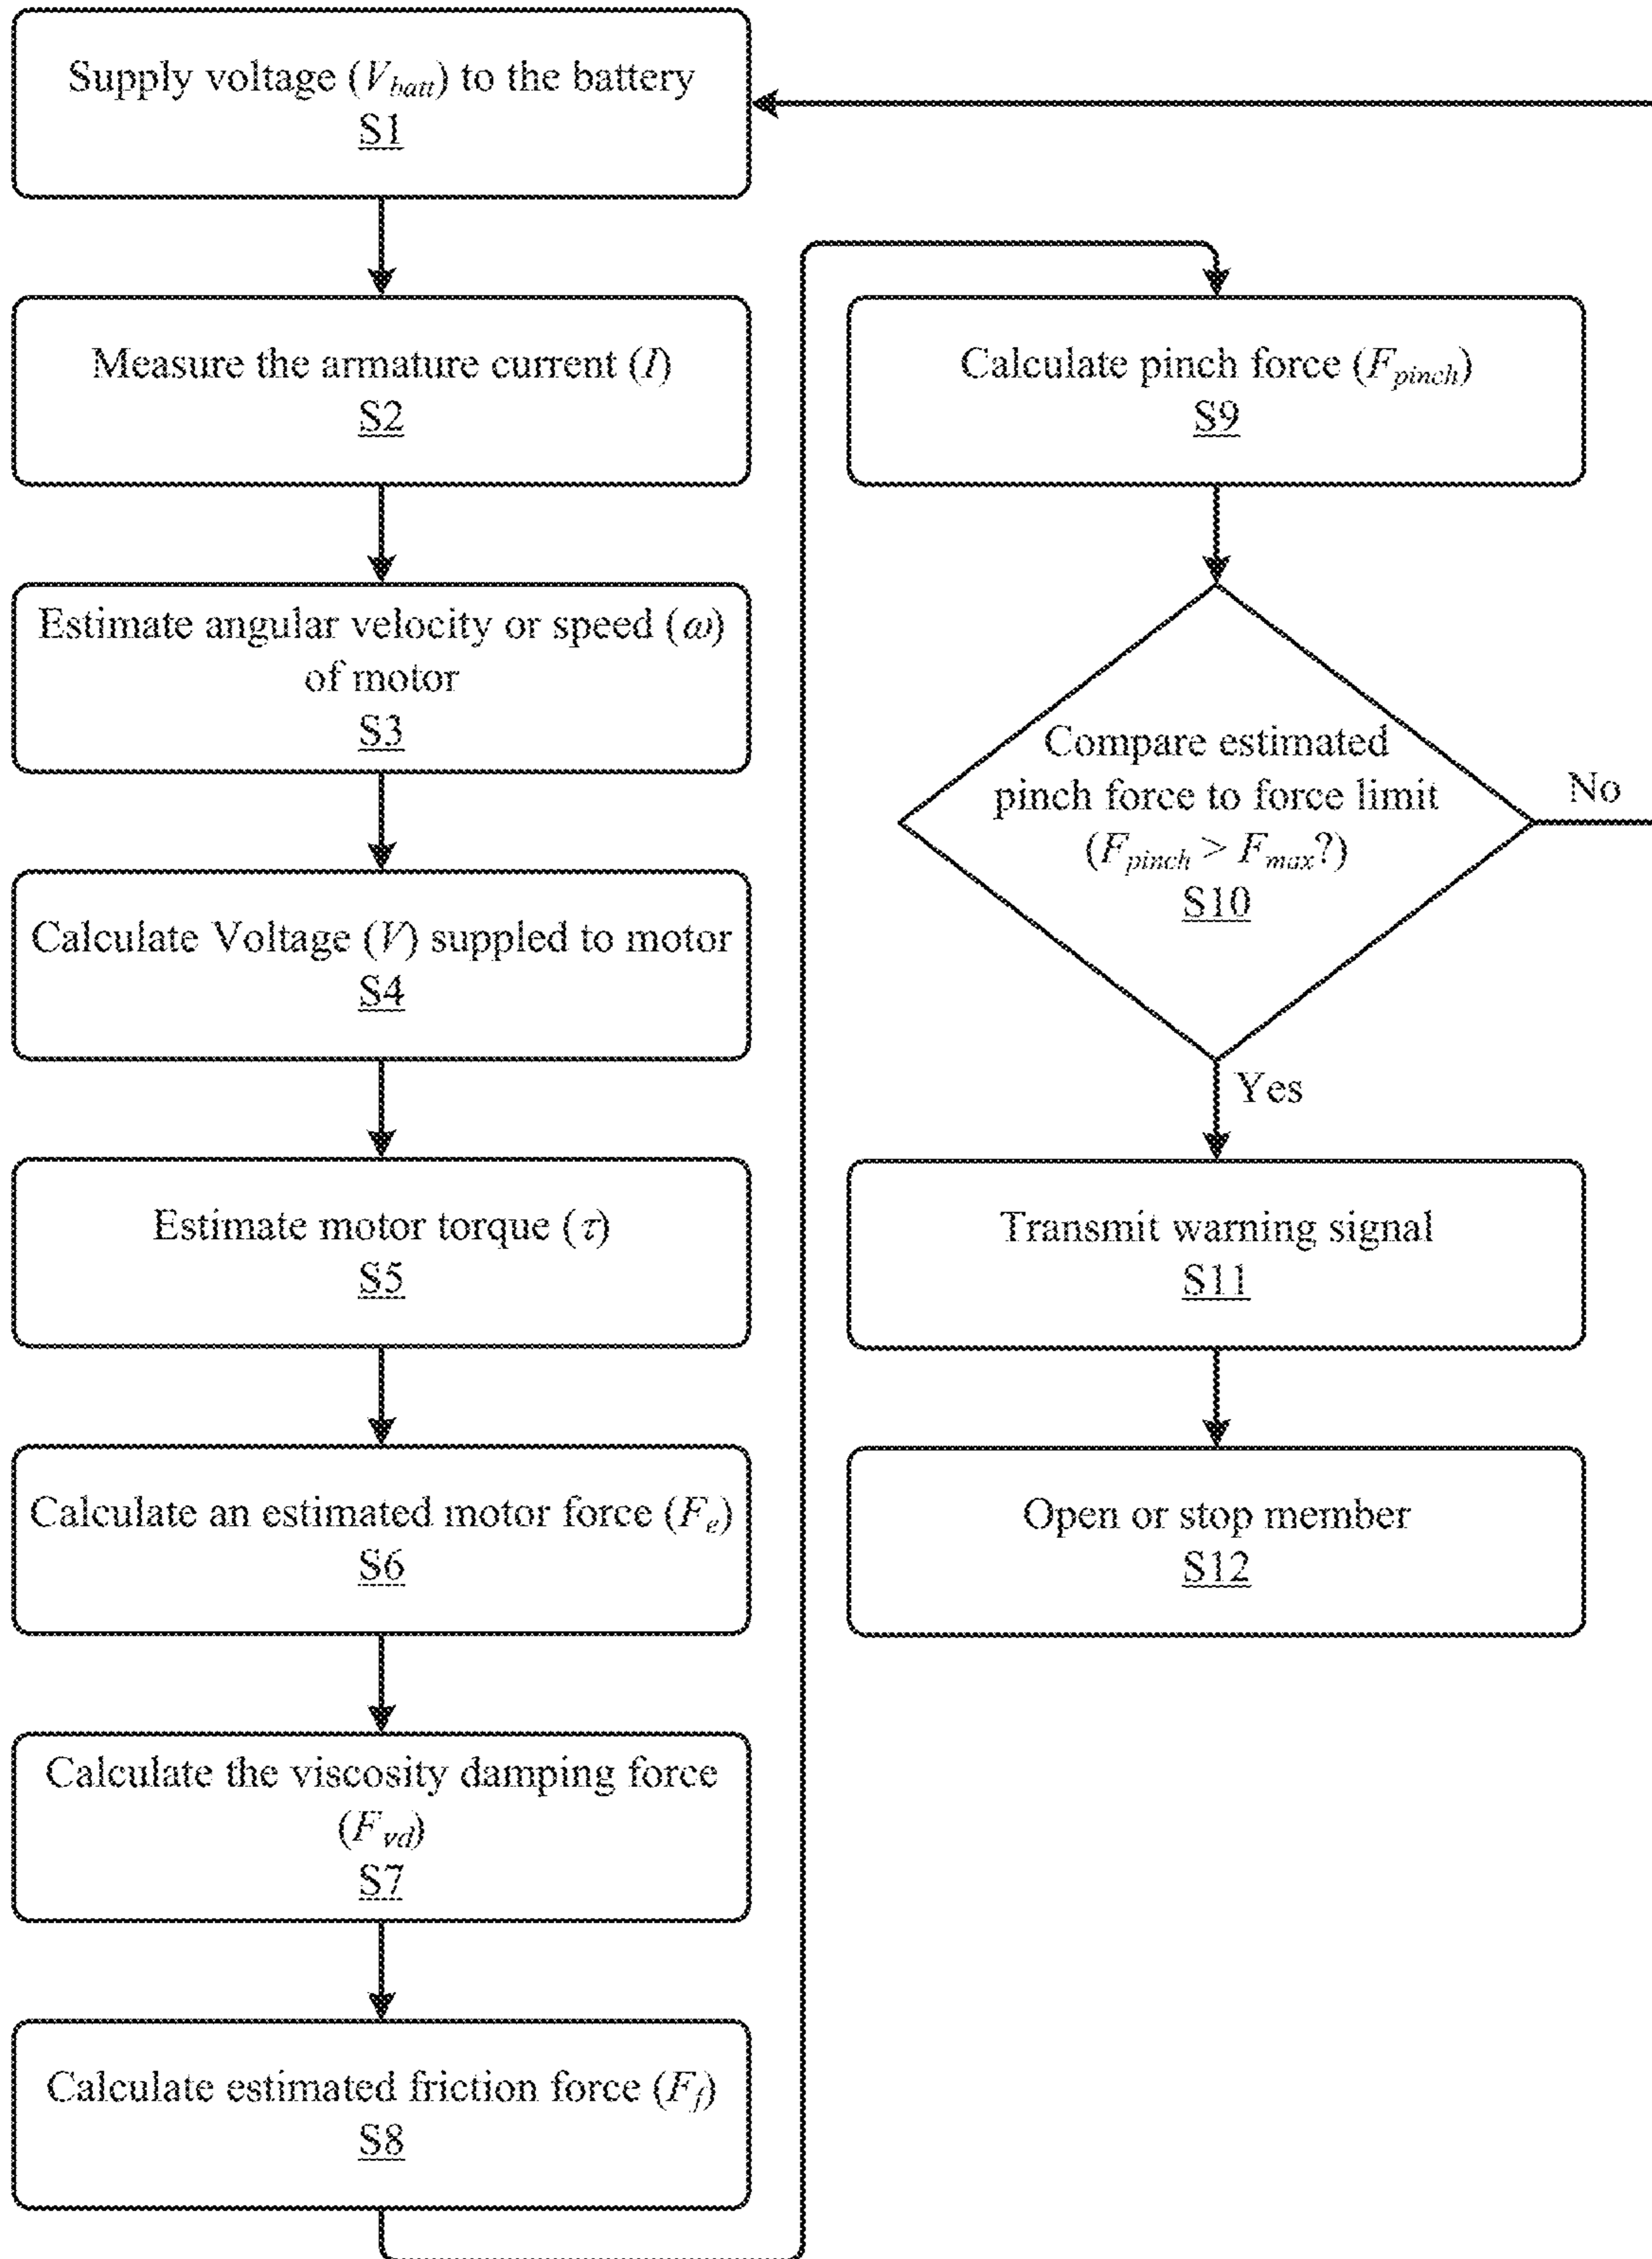 Supply voltage (Vbatt) to the battery
S1
Measure the armature current (I)
S2
Estimate angular velocity or speed (ω)
of motor
S3
Calculate Voltage (V) suppled to motor
S4
Estimate motor torque (τ)
S5
Calculate an estimated motor force (Fe)
S6
Calculate the viscosity damping force
(Fvd)
S7
Calculate estimated friction force (Ff)
S8
Calculate pinch force (Fpinch)
S9
Compare estimated
pinch force to force limit
(Fpinch > Fmax?)
S10
No
Yes
Transmit warning signal
S11
Open or stop member
S12